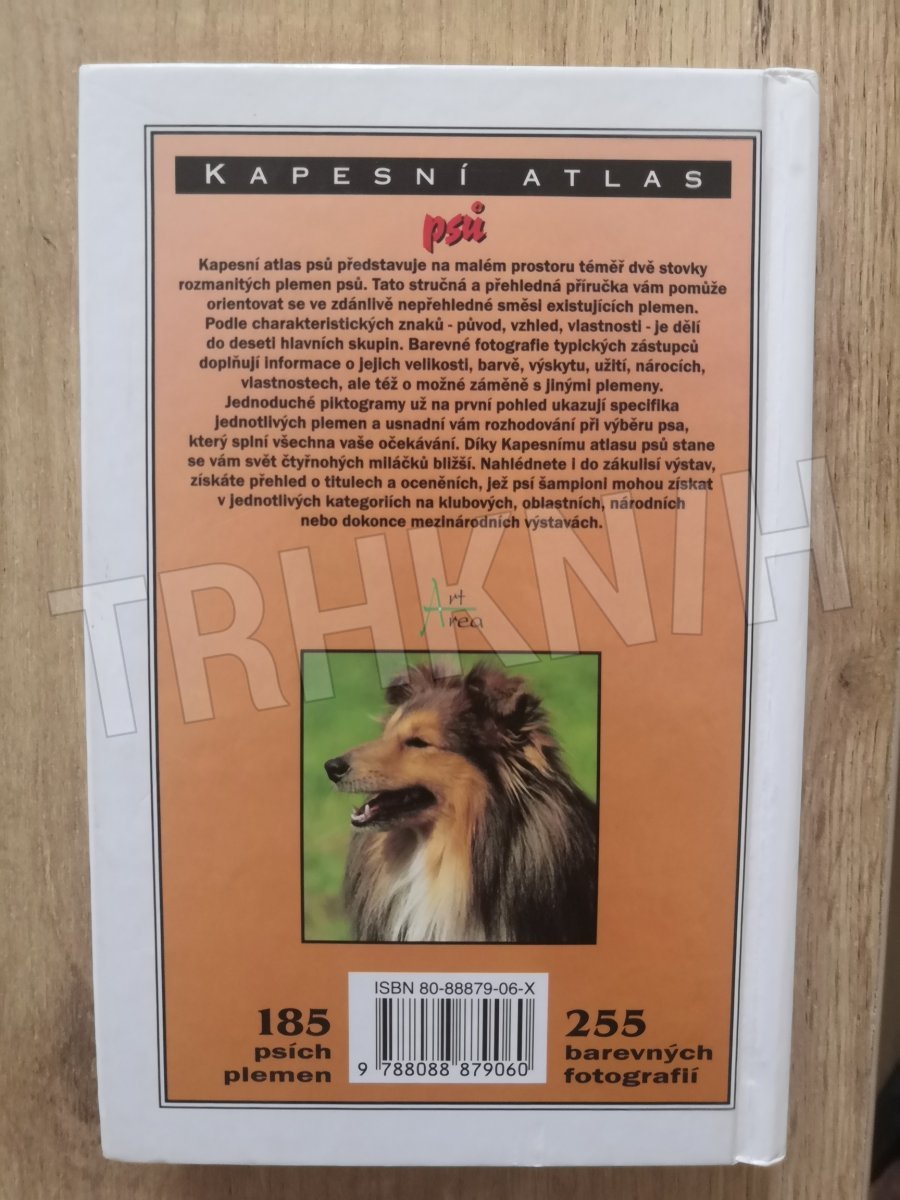 KAPESNÍ ATLAS
psů
Kapesní atlas psů představuje na malém prostoru téměř dvě stovky
rozmanitých plemen psů. Tato stručná a přehledná příručka vám pomůže
orientovat se ve zdánlivě nepřehledné směsi existujících plemen.
Podle charakteristických znaků - původ, vzhled, vlastnosti - je dělí
do deseti hlavních skupin. Barevné fotografie typických zástupců
doplňují informace o jejich velikosti, barvě, výskytu, užití, nárocích,
vlastnostech, ale též o možné záměně s jinými plemeny.
Jednoduché piktogramy už na první pohled ukazují specifika
jednotlivých plemen a usnadní vám rozhodování při výběru psa,
který splní všechna vaše očekávání. Díky Kapesnímu atlasu psů stane
se vám svět čtyřnohých miláčků bližší. Nahlédnete i do zákulisí výstav,
získáte přehled o titulech a oceněních, jež psí šampioni mohou získat
v jednotlivých kategoriích na klubových, oblastních, národních
nebo dokonce mezinárodních výstavách.
TRHKNIH
Art
Area
ISBN 80-88879-06-X
9 788088 879060
185
psích
plemen
255
barevných
fotografií